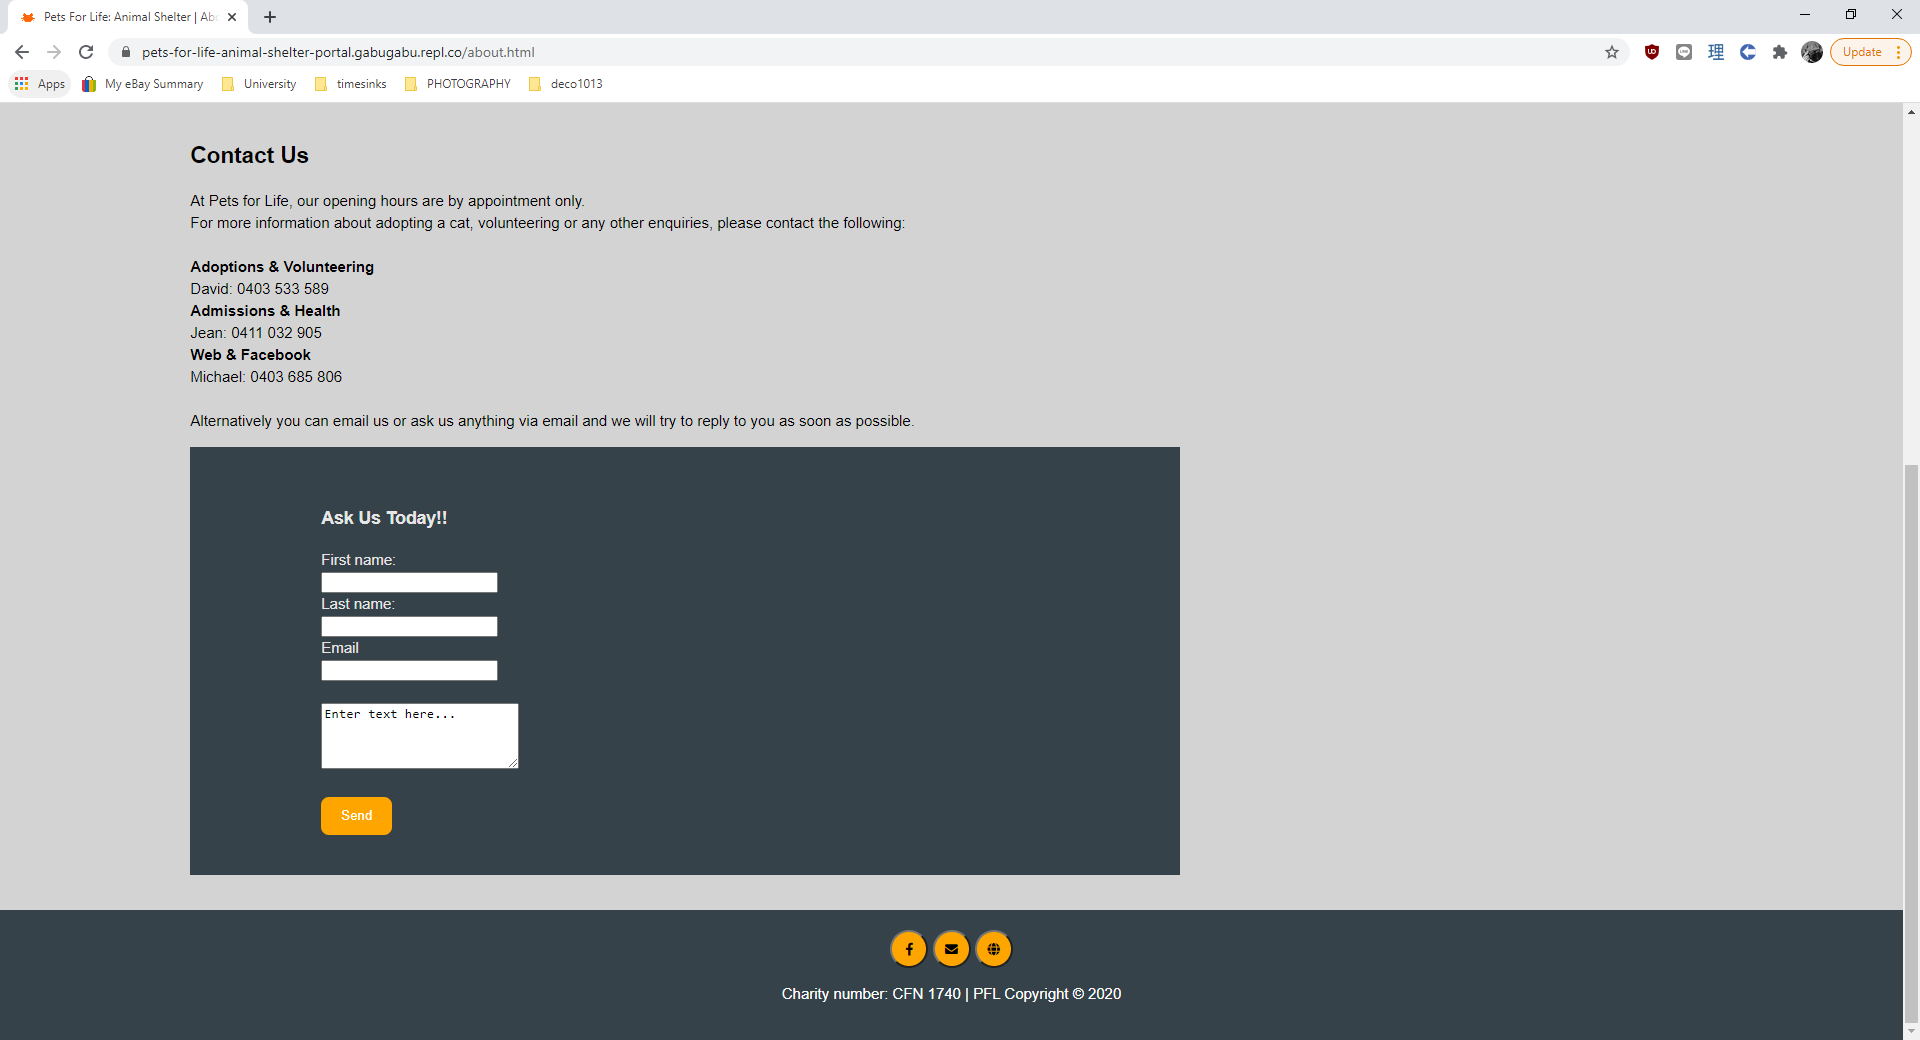 Pets For Life: Animal Shelter | Abo
pets-for-life-animal-shelter-portal.gabugabu.repl.co/about.html
理
Update
Apps
My eBay Summary
University
timesinks
PHOTOGRAPHY
deco1013
Contact Us
At Pets for Life, our opening hours are by appointment only.
For more information about adopting a cat, volunteering or any other enquiries, please contact the following:
Adoptions & Volunteering
David: 0403 533 589
Admissions & Health
Jean: 0411 032 905
Web & Facebook
Michael: 0403 685 806
Alternatively you can email us or ask us anything via email and we will try to reply to you as soon as possible.
Ask Us Today!!
First name:
Last name:
Email
Enter text here...
Send
Charity number: CFN 1740 | PFL Copyright © 2020